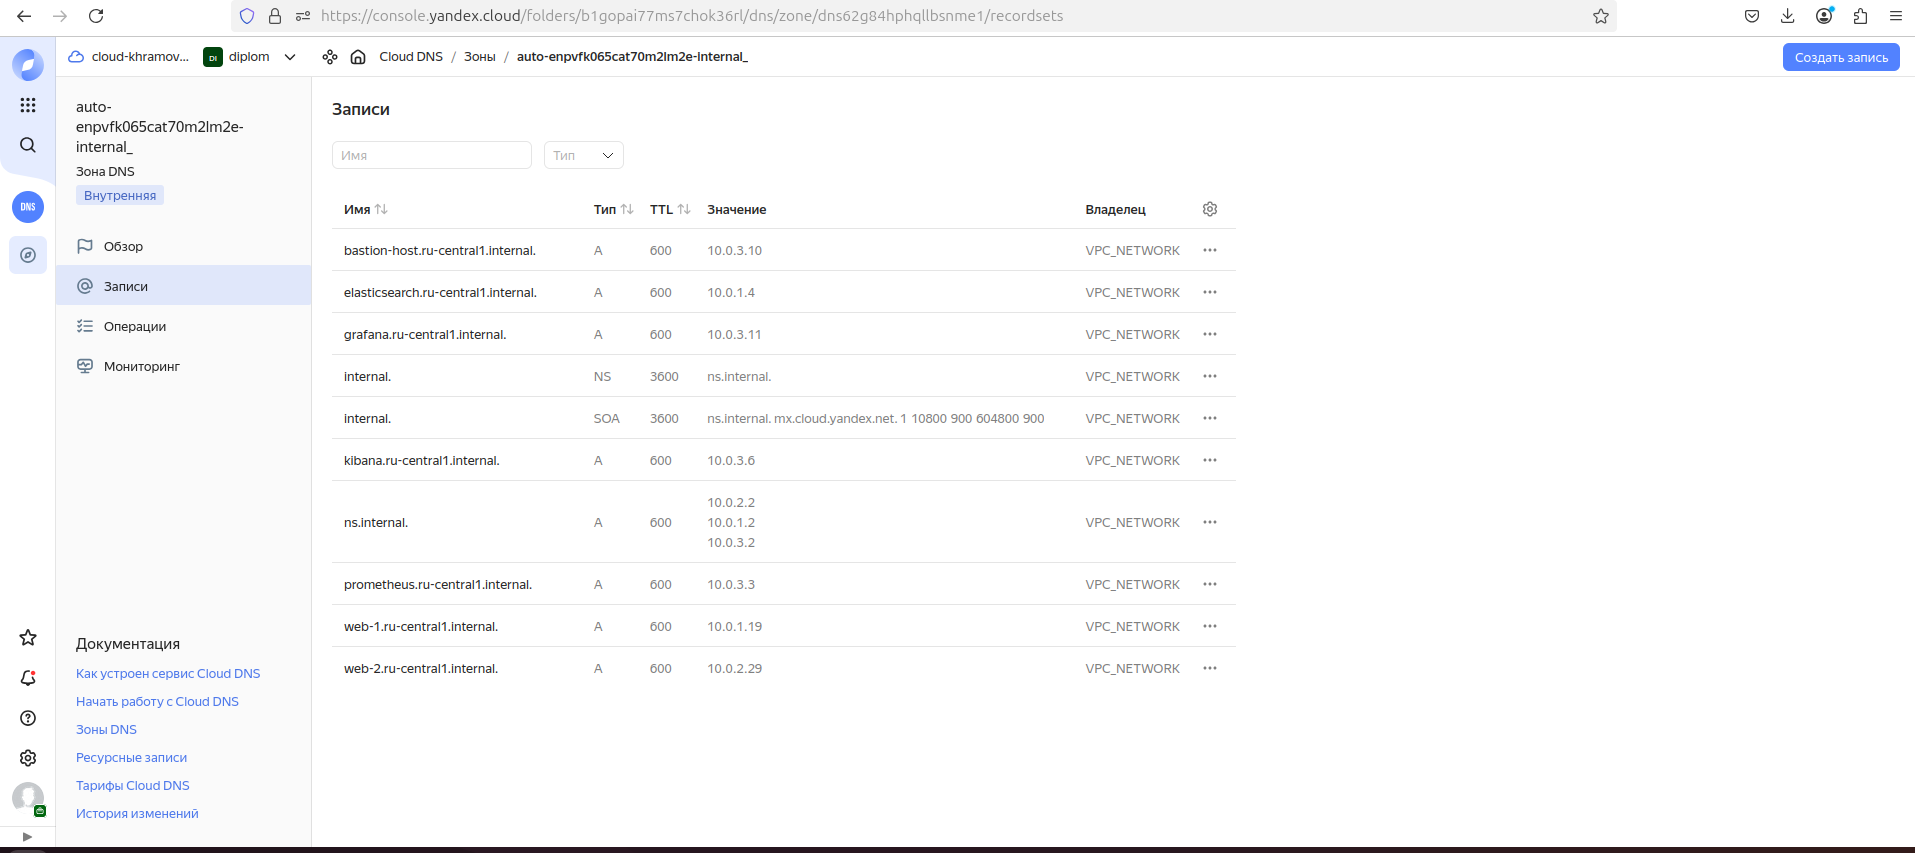 https://console.yandex.cloud/folders/b1gopai77ms7chok36rl/dns/zone/dns62g84hphqllbsnme1/recordsets
cloud-khramov...
DI
diplom
Cloud DNS / Зоны / auto-enpvfk065cat70m2lm2e-internal_
Создать запись
auto-
enpvfk065cat70m2lm2e-
internal_
Зона DNS
Внутренняя
DNS
Обзор
Записи
Операции
Мониторинг
Документация
Как устроен сервис Cloud DNS
Начать работу с Cloud DNS
Зоны DNS
Ресурсные записи
Тарифы Cloud DNS
История изменений
Записи
Имя
Тип
Имя Тип TTL Значение Владелец
bastion-host.ru-central1.internal. A 600 10.0.3.10 VPC_NETWORK
elasticsearch.ru-central1.internal. A 600 10.0.1.4 VPC_NETWORK
grafana.ru-central1.internal. A 600 10.0.3.11 VPC_NETWORK
internal. NS 3600 ns.internal. VPC_NETWORK
internal. SOA 3600 ns.internal. mx.cloud.yandex.net. 1 10800 900 604800 900 VPC_NETWORK
kibana.ru-central1.internal. A 600 10.0.3.6 VPC_NETWORK
10.0.2.2
ns.internal. A 600 10.0.1.2 VPC_NETWORK
10.0.3.2
prometheus.ru-central1.internal. A 600 10.0.3.3 VPC_NETWORK
web-1.ru-central1.internal. A 600 10.0.1.19 VPC_NETWORK
web-2.ru-central1.internal. A 600 10.0.2.29 VPC_NETWORK